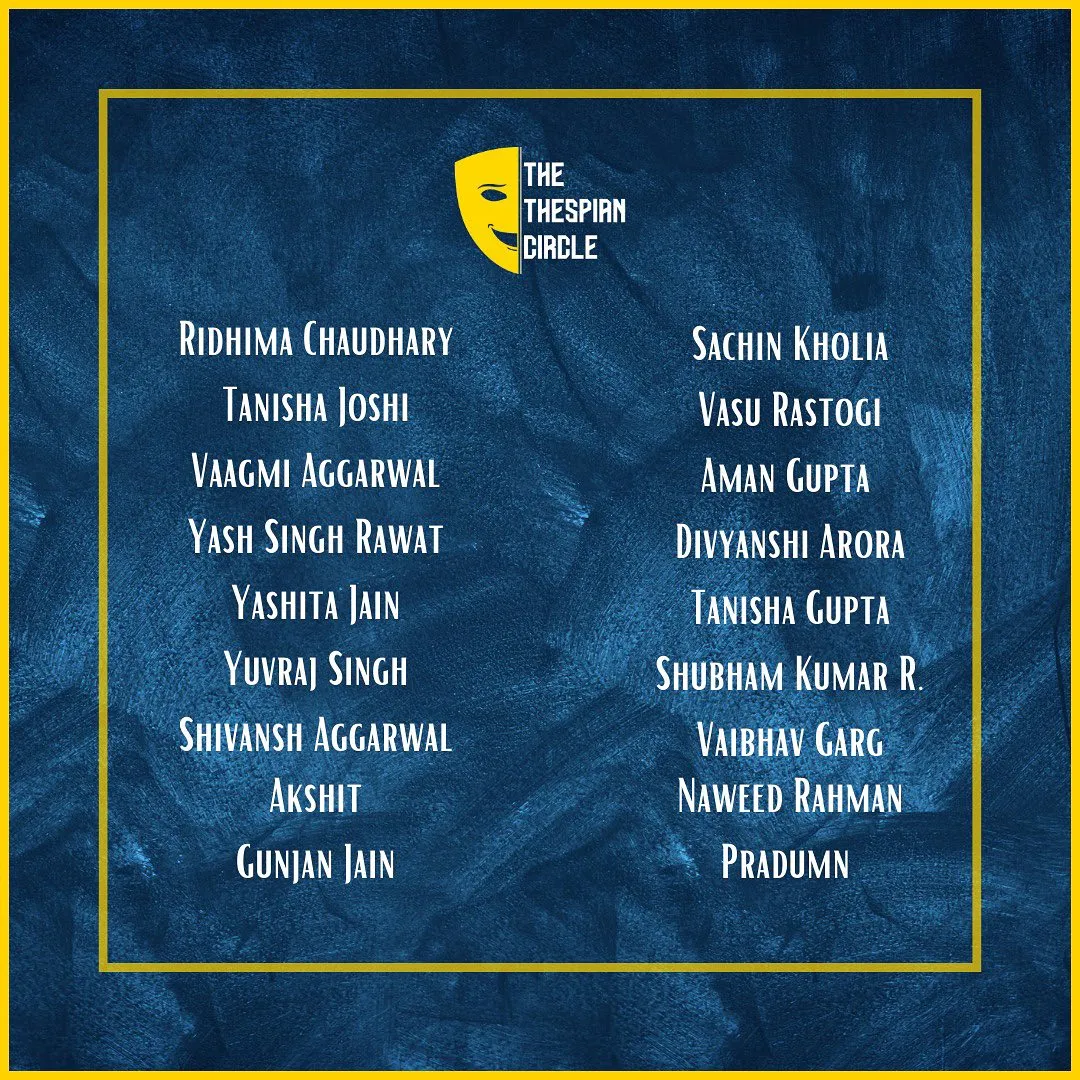 THE
THESPIAN
CIRCLE
RIDHIMA CHAUDHARY
TANISHA JOSHI
VAAGMI AGGARWAL
YASH SINGH RAWAT
YASHITA JAIN
YUVRAJ SINGH
SHIVANSH AGGARWAL
AKSHIT
GUNJAN JAIN
SACHIN KHOLIA
VASU RASTOGI
AMAN GUPTA
DIVYANSHI ARORA
TANISHA GUPTA
SHUBHAM KUMAR R.
VAIBHAV GARG
NAWEED RAHMAN
PRADUMN